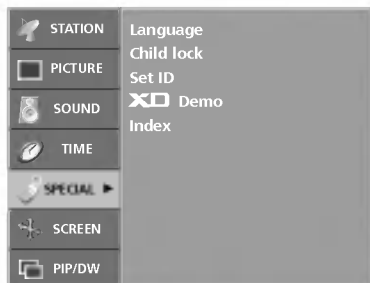 STATION
PICTURE
SOUND
TIME
SPECIAL
SCREEN
PIP/DW
Language
Child lock
Set ID
XD Demo
Index